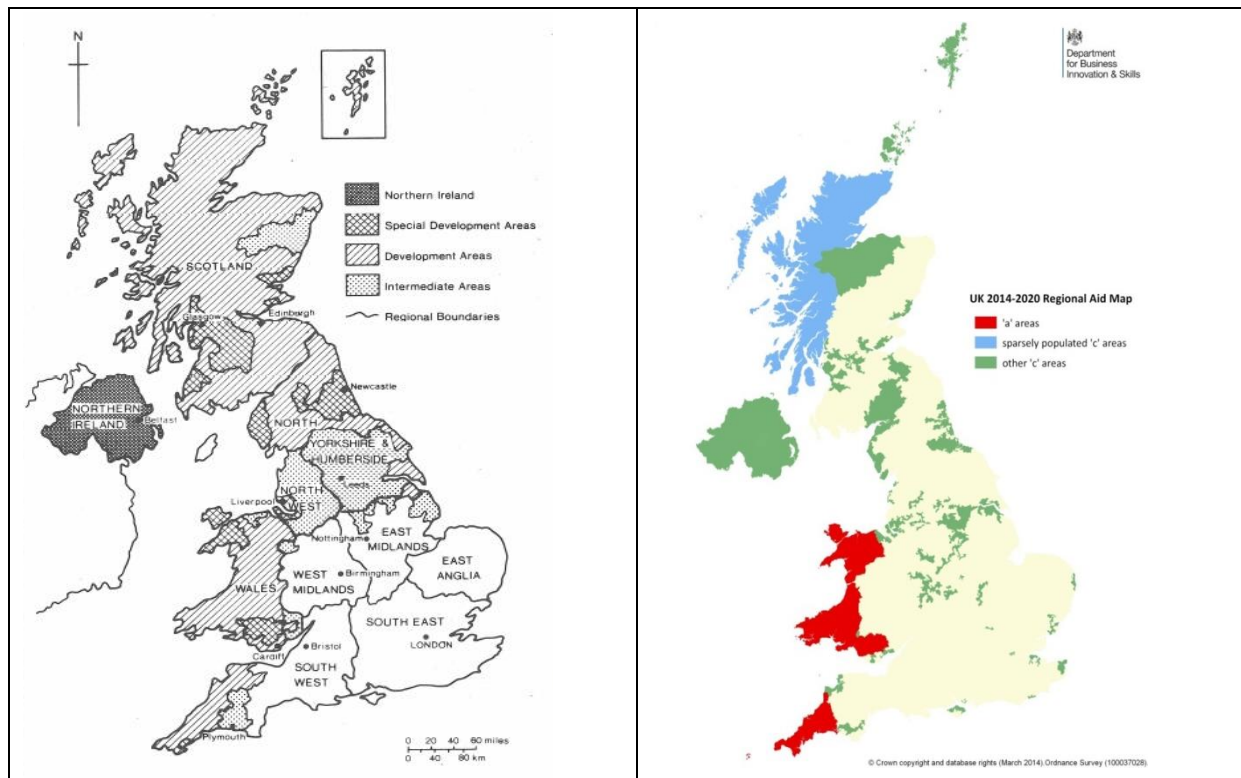 N
Northern Ireland
Special Development Areas
Development Areas
Intermediate Areas
Regional Boundaries
SCOTLAND
Glasgow
Edinburgh
Newcastle
NORTHERN
IRELAND
Belfast
NORTH
YORKSHIRE &
HUMBERSIDE
Leeds
Liverpool
NORTH
WEST
Nottingham
EAST
MIDLANDS
EAST
ANGLIA
WEST
MIDLANDS
Birmingham
WALES
SOUTH EAST
LONDON
Cardiff
Bristol
SOUTH
WEST
Plymouth
0 20 40 60 miles
0 40 80 km
Department
for Business
Innovation & Skills
UK 2014-2020 Regional Aid Map
'a' areas
sparsely populated 'c' areas
other 'c' areas
© Crown copyright and database rights (March 2014).Ordnance Survey (100037028).